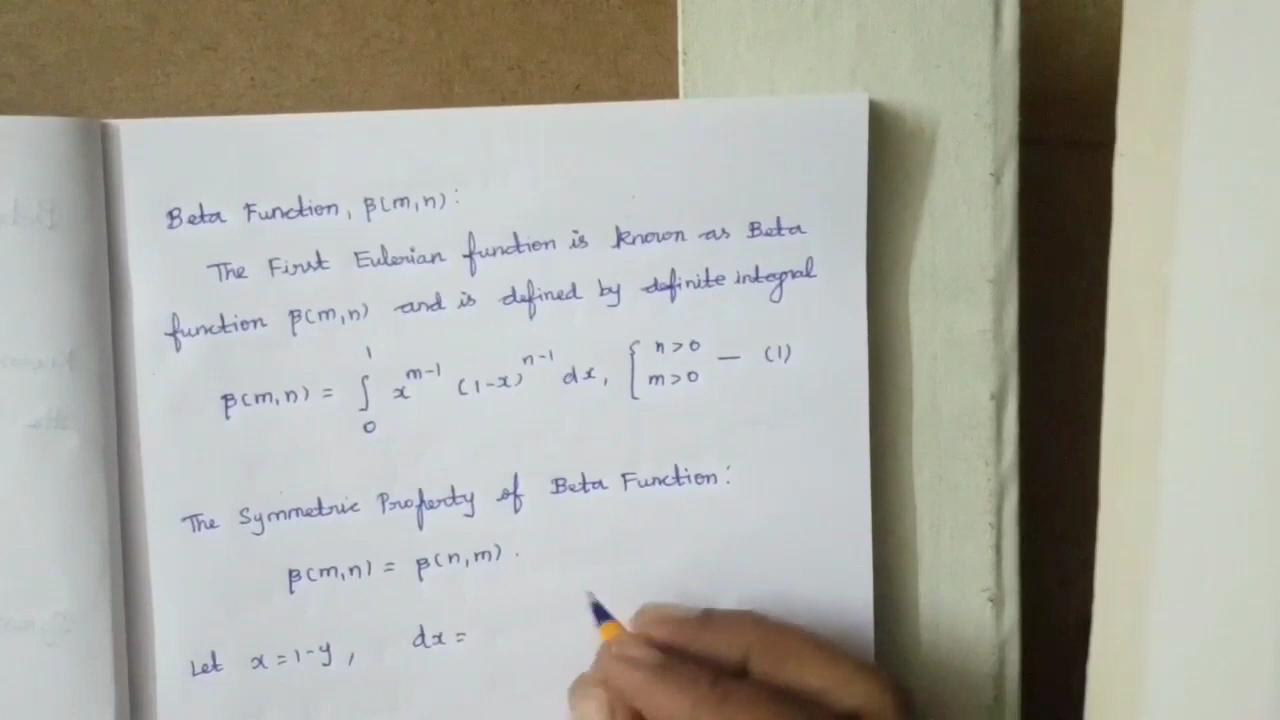 Beta Function, β(m,n):
The First Eulerian function is known as Beta
function β(m,n) and is defined by definite integral
β(m,n) = ∫₀¹ x^(m-1) (1-x)^(n-1) dx, { n>0 m>0 — (1)
The Symmetric Property of Beta Function:
β(m,n) = β(n,m).
Let x = 1-y, dx =